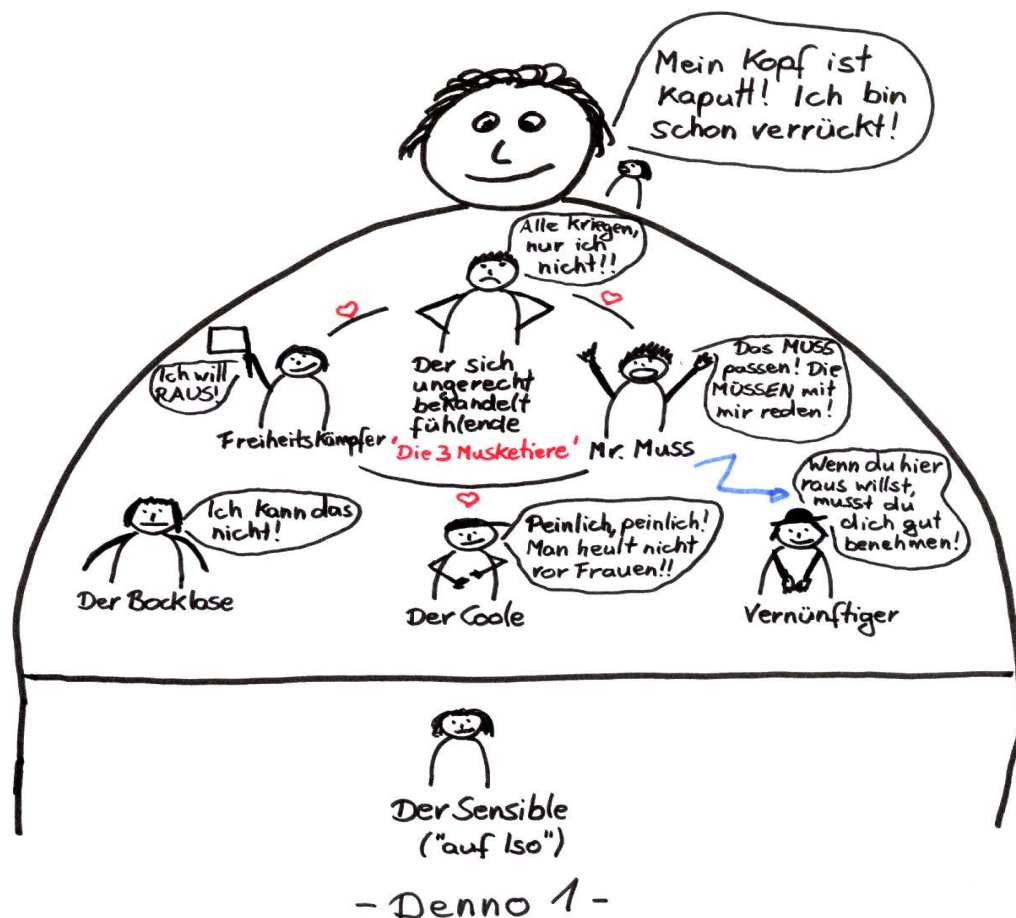 Mein Kopf ist
kaputt! Ich bin
schon verrückt!
Alle kriegen,
nur ich
nicht!!
Ich will
RAUS!
Freiheitskämpfer
Der sich
ungerecht
behandelt
fühlende
'Die 3 Musketiere'
Das MUSS
passen! Die
MÜSSEN mit
mir reden!
Mr. Muss
Ich kann das
nicht!
Der Bocklose
Peinlich, peinlich!
Man heult nicht
vor Frauen!!
Der Coole
Wenn du hier
raus willst,
musst du
dich gut
benehmen!
Vernünftiger
Der Sensible
("auf Iso")
- Denno 1 -